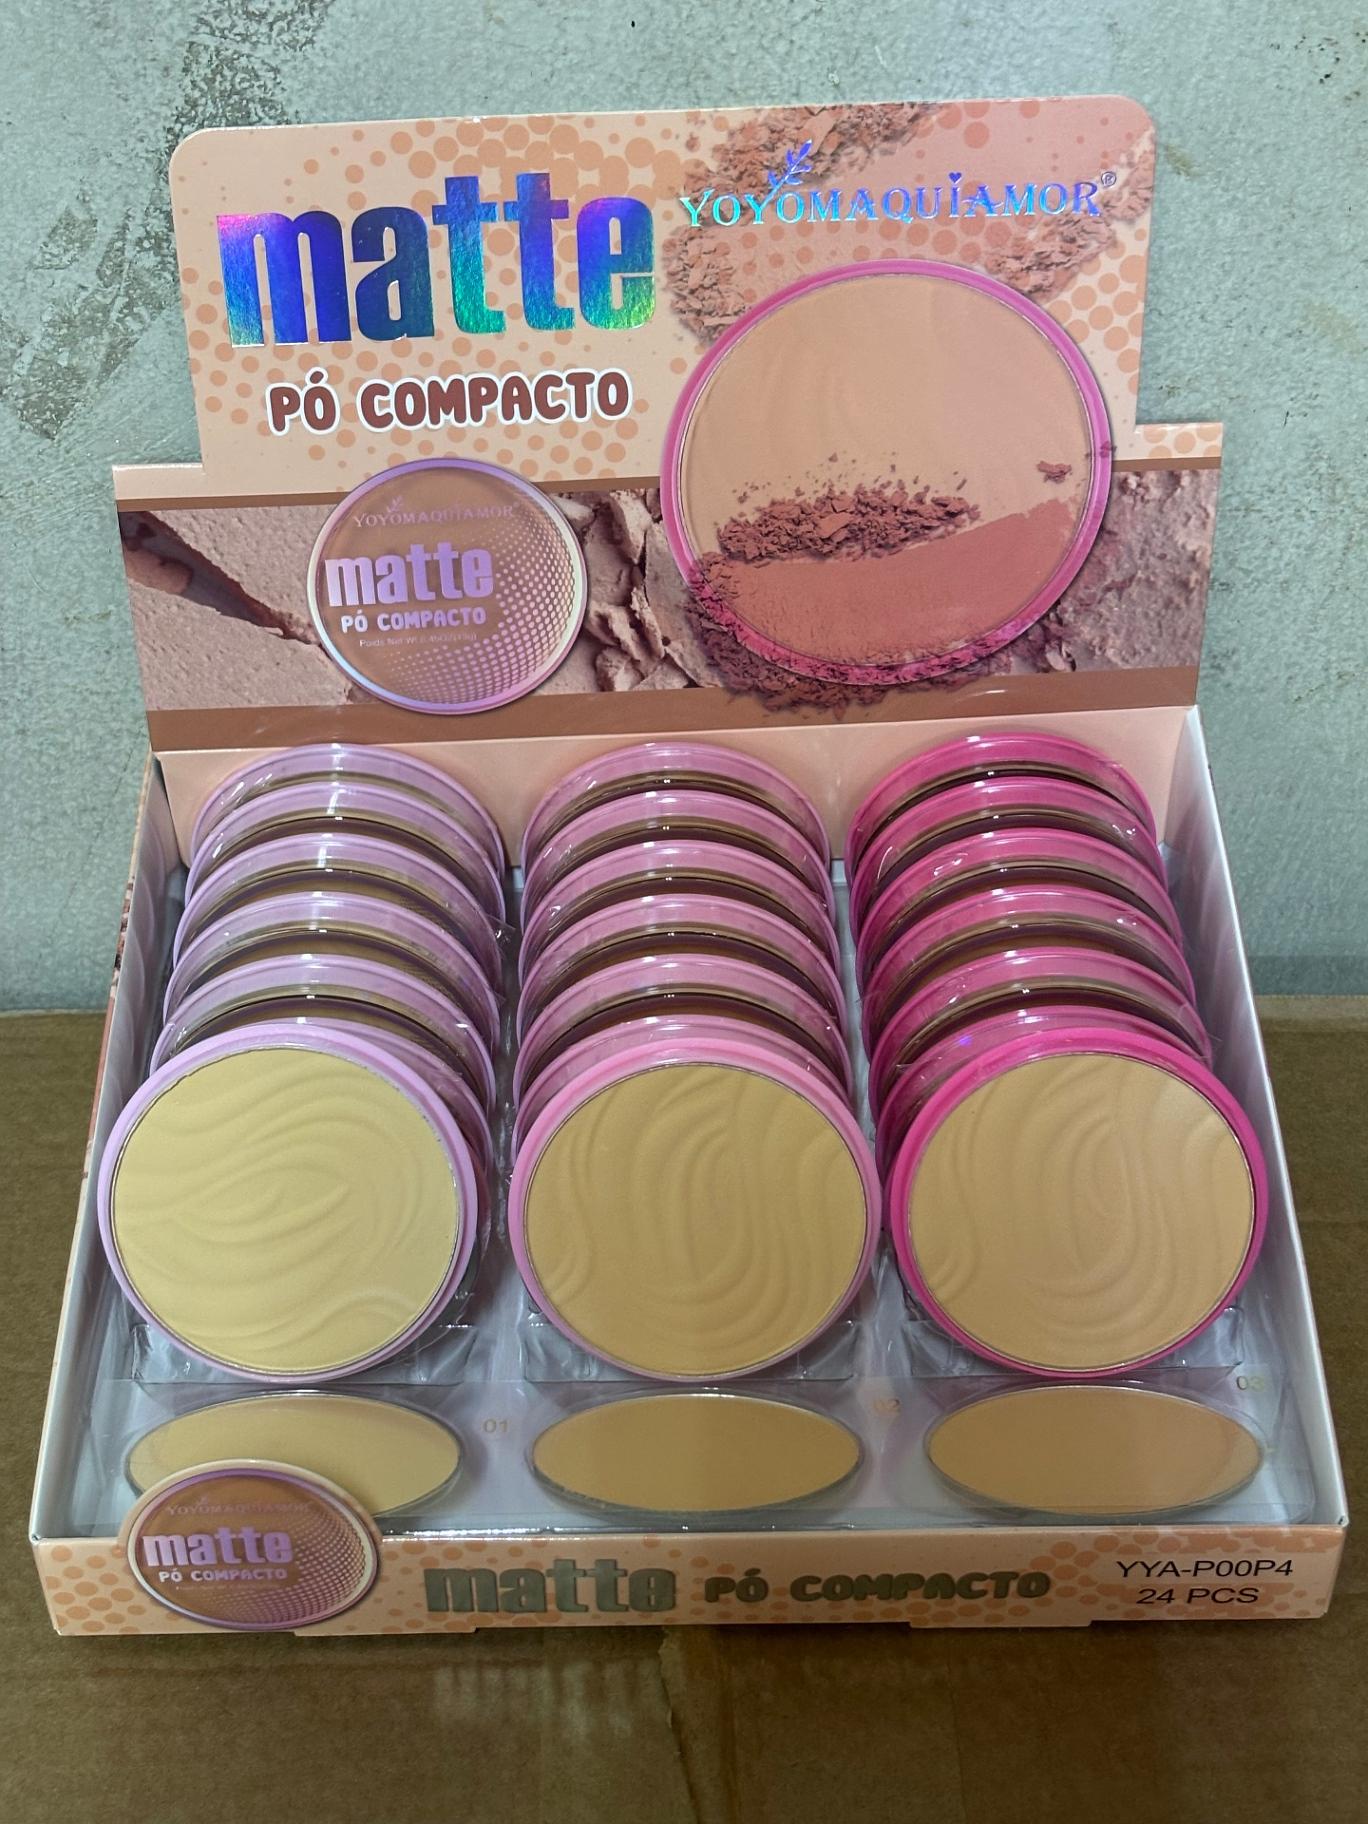 matte
YOYOMAQUIAMOR®
PÓ COMPACTO
YOYOMAQUIAMOR
matte
PÓ COMPACTO
01
02
03
YOYOMAQUIAMOR
matte
PÓ COMPACTO
matte PÓ COMPACTO
YYA-P00P4
24 PCS